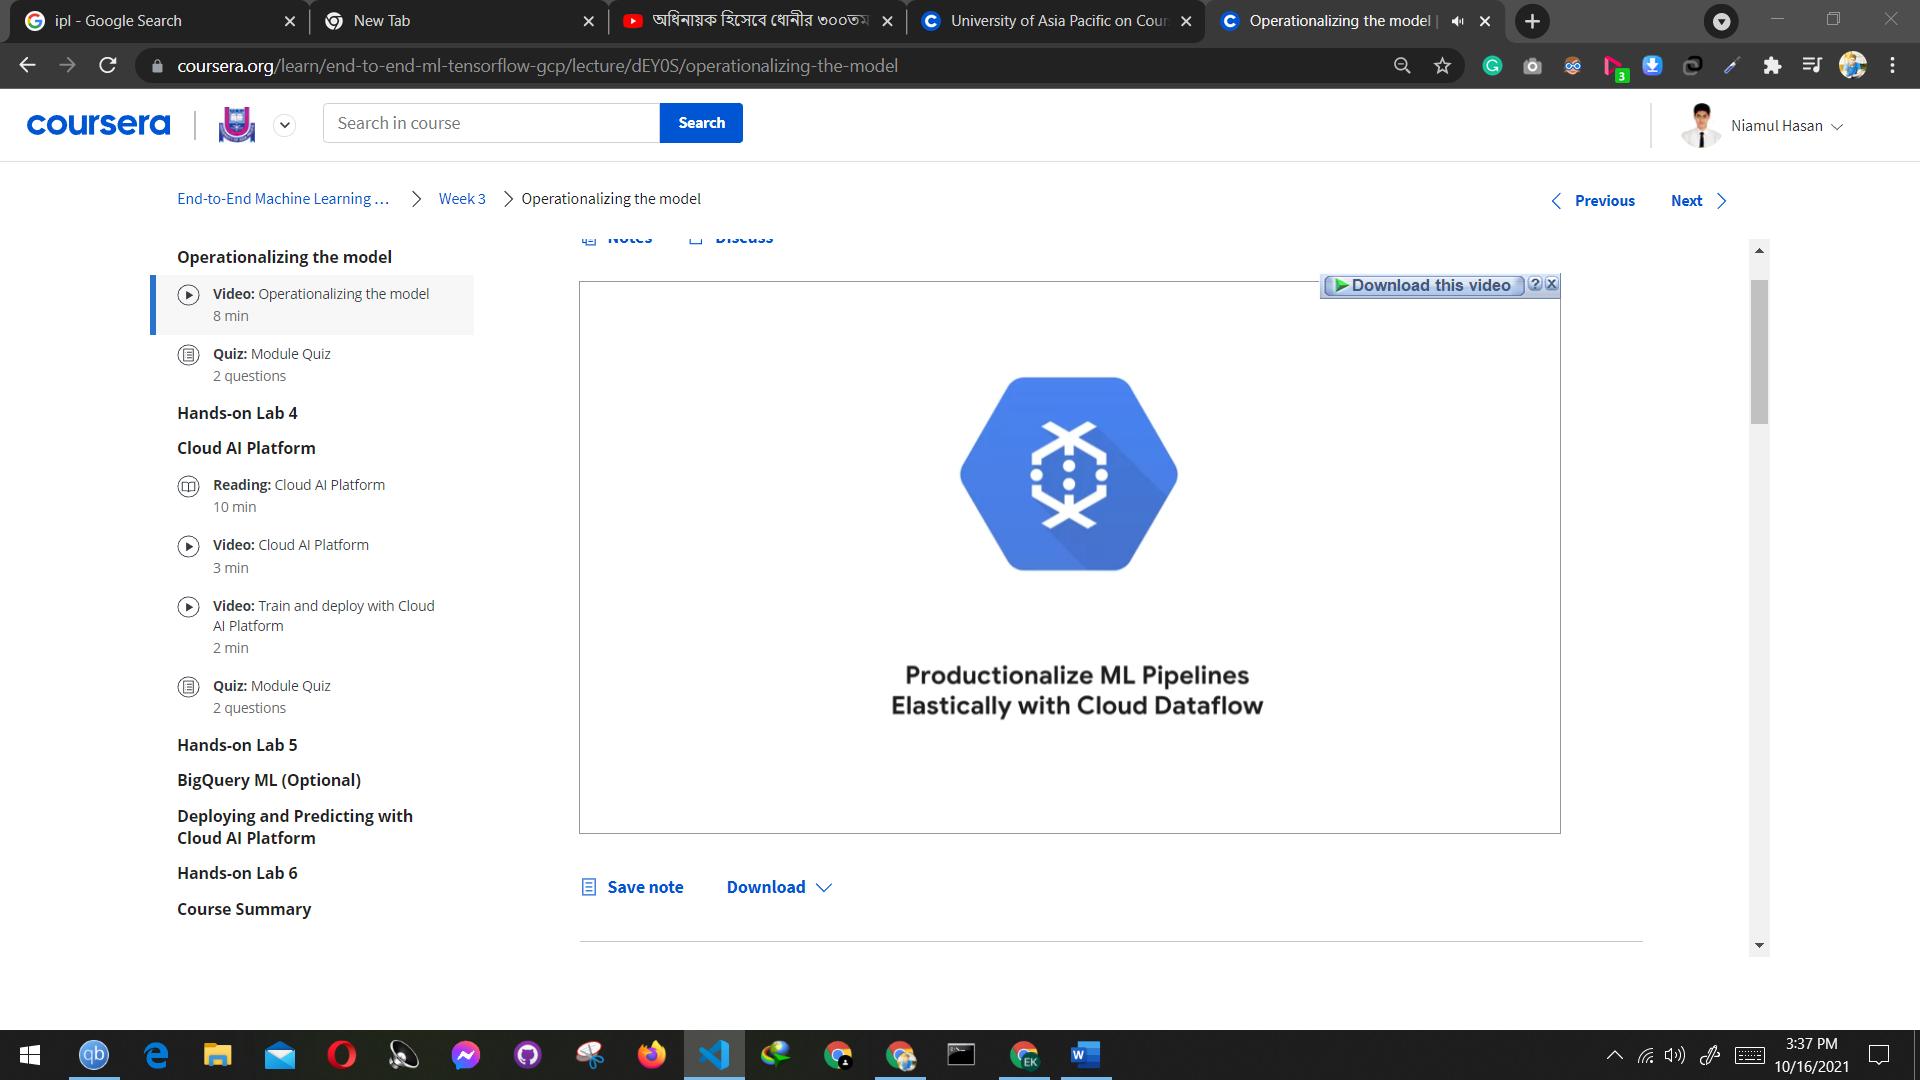 ipl - Google Search
New Tab
অধিনায়ক হিসেবে ধোনীর ৩০০তম
University of Asia Pacific on Cour
Operationalizing the model |
coursera.org/learn/end-to-end-ml-tensorflow-gcp/lecture/dEY0S/operationalizing-the-model
3
coursera
Search in course
Search
Niamul Hasan
End-to-End Machine Learning …
Week 3
Operationalizing the model
Previous
Next
Operationalizing the model
Video: Operationalizing the model
8 min
Quiz: Module Quiz
2 questions
Hands-on Lab 4
Cloud AI Platform
Reading: Cloud AI Platform
10 min
Video: Cloud AI Platform
3 min
Video: Train and deploy with Cloud
AI Platform
2 min
Quiz: Module Quiz
2 questions
Hands-on Lab 5
BigQuery ML (Optional)
Deploying and Predicting with
Cloud AI Platform
Hands-on Lab 6
Course Summary
Notes
Discuss
Download this video
?
Productionalize ML Pipelines
Elastically with Cloud Dataflow
Save note
Download
qb
EK
W
3:37 PM
10/16/2021